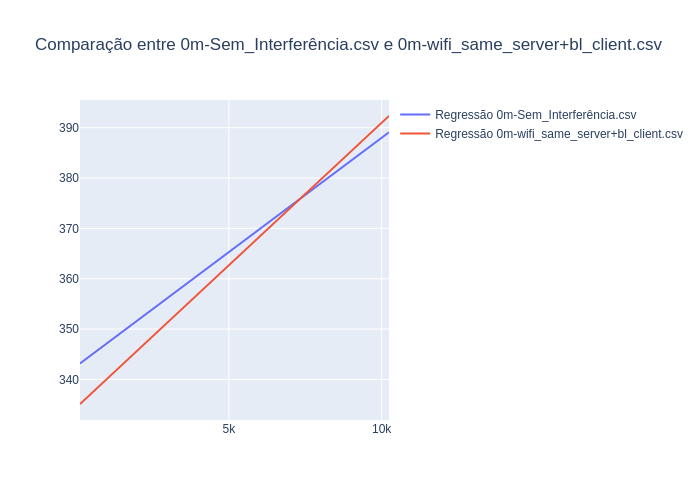 Comparação entre 0m-Sem_Interferência.csv e 0m-wifi_same_server+bl_client.csv
Regressão 0m-Sem_Interferência.csv
Regressão 0m-wifi_same_server+bl_client.csv
390
380
370
360
350
340
5k
10k